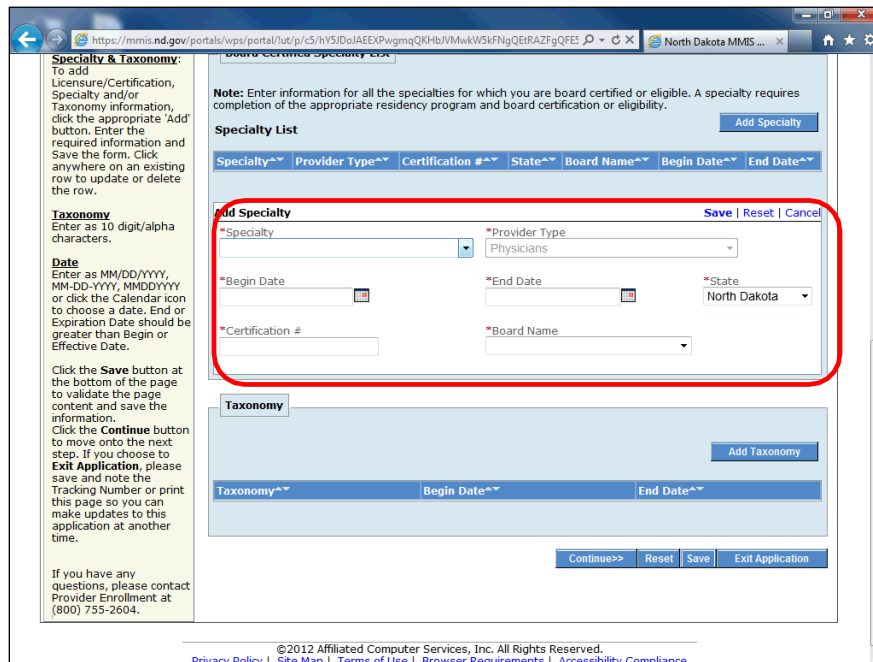 https://mmis.nd.gov/portals/wps/portal/!ut/p/c5/hY5JDoJAEEXPwgmqQKHbJVMwkW5kFNgQEtRAZFgQFE5
North Dakota MMIS ...
Specialty & Taxonomy:
To add
Licensure/Certification,
Specialty and/or
Taxonomy information,
click the appropriate 'Add'
button. Enter the
required information and
Save the form. Click
anywhere on an existing
row to update or delete
the row.
Taxonomy
Enter as 10 digit/alpha
characters.
Date
Enter as MM/DD/YYYY,
MM-DD-YYYY, MMDDYYYY
or click the Calendar icon
to choose a date. End or
Expiration Date should be
greater than Begin or
Effective Date.
Click the Save button at
the bottom of the page
to validate the page
content and save the
information.
Click the Continue button
to move onto the next
step. If you choose to
Exit Application, please
save and note the
Tracking Number or print
this page so you can
make updates to this
application at another
time.
If you have any
questions, please contact
Provider Enrollment at
(800) 755-2604.
Board Certified Specialty List
Note: Enter information for all the specialties for which you are board certified or eligible. A specialty requires
completion of the appropriate residency program and board certification or eligibility.
Add Specialty
Specialty List
Specialty Provider Type Certification # State Board Name Begin Date End Date
Add Specialty Save | Reset | Cancel
*Specialty *Provider Type
Physicians
*Begin Date *End Date *State
North Dakota
*Certification # *Board Name
Taxonomy
Add Taxonomy
Taxonomy Begin Date End Date
Continue>> Reset Save Exit Application
©2012 Affiliated Computer Services, Inc. All Rights Reserved.
Privacy Policy | Site Map | Terms of Use | Browser Requirements | Accessibility Compliance